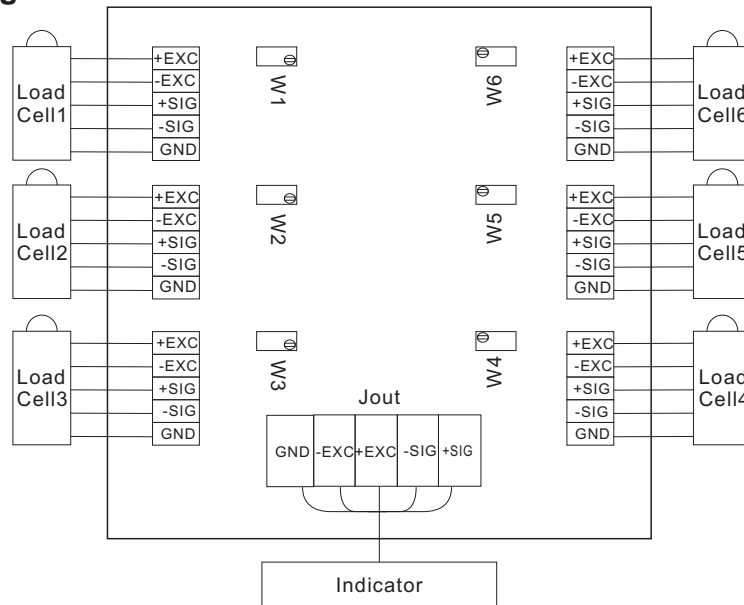 Load
Cell1
+EXC
-EXC
+SIG
-SIG
GND
W1
W6
+EXC
-EXC
+SIG
-SIG
GND
Load
Cell6
Load
Cell2
+EXC
-EXC
+SIG
-SIG
GND
W2
W5
+EXC
-EXC
+SIG
-SIG
GND
Load
Cell5
Load
Cell3
+EXC
-EXC
+SIG
-SIG
GND
W3
W4
+EXC
-EXC
+SIG
-SIG
GND
Load
Cell4
Jout
GND -EXC +EXC -SIG +SIG
Indicator